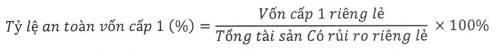 Tỷ lệ an toàn vốn cấp 1 (%) = Vốn cấp 1 riêng lẻ / Tổng tài sản Có rủi ro riêng lẻ × 100%